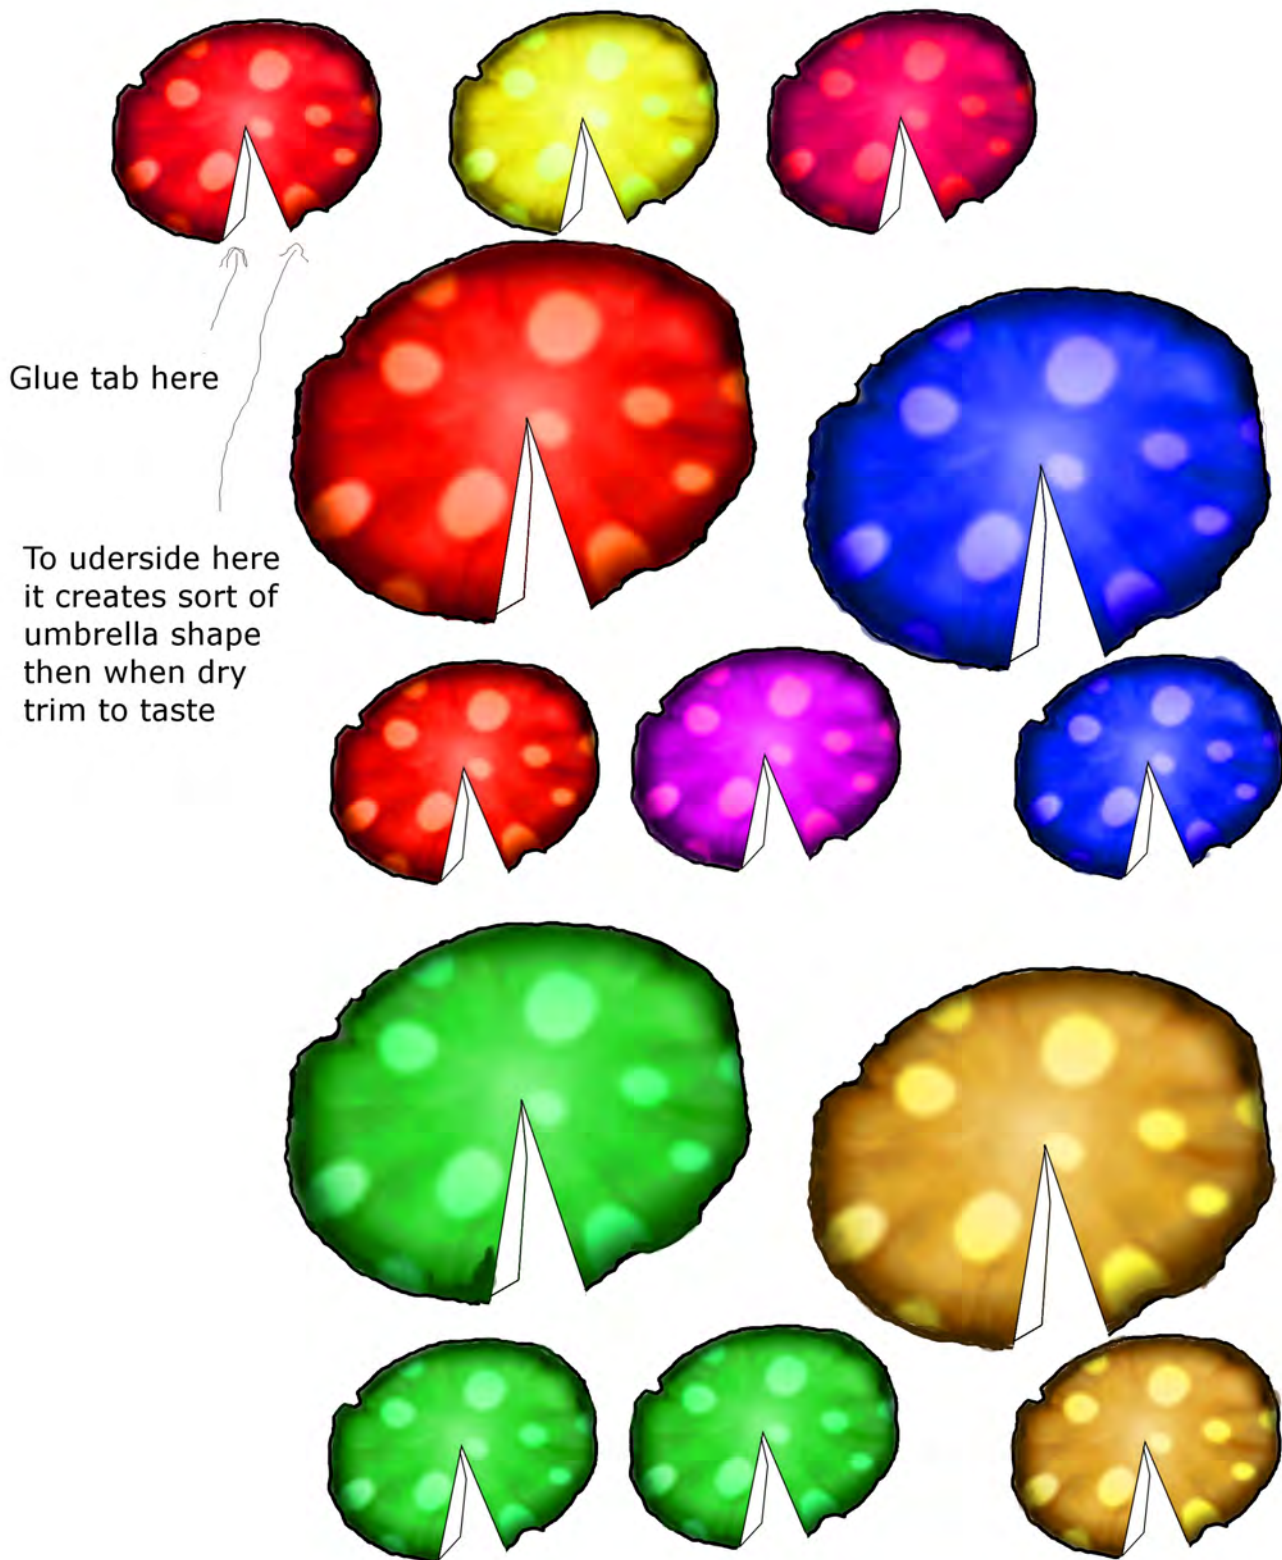 Glue tab here
To uderside here
it creates sort of
umbrella shape
then when dry
trim to taste